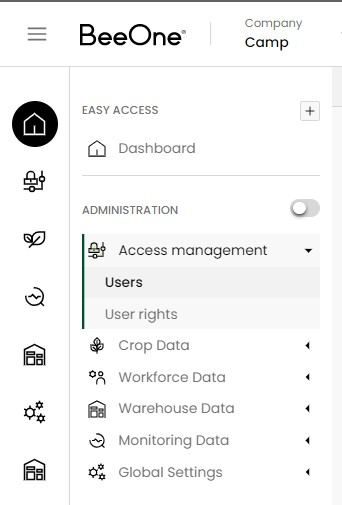 BeeOne®
Company
Camp
EASY ACCESS
+
Dashboard
ADMINISTRATION
Access management
Users
User rights
Crop Data
Workforce Data
Warehouse Data
Monitoring Data
Global Settings